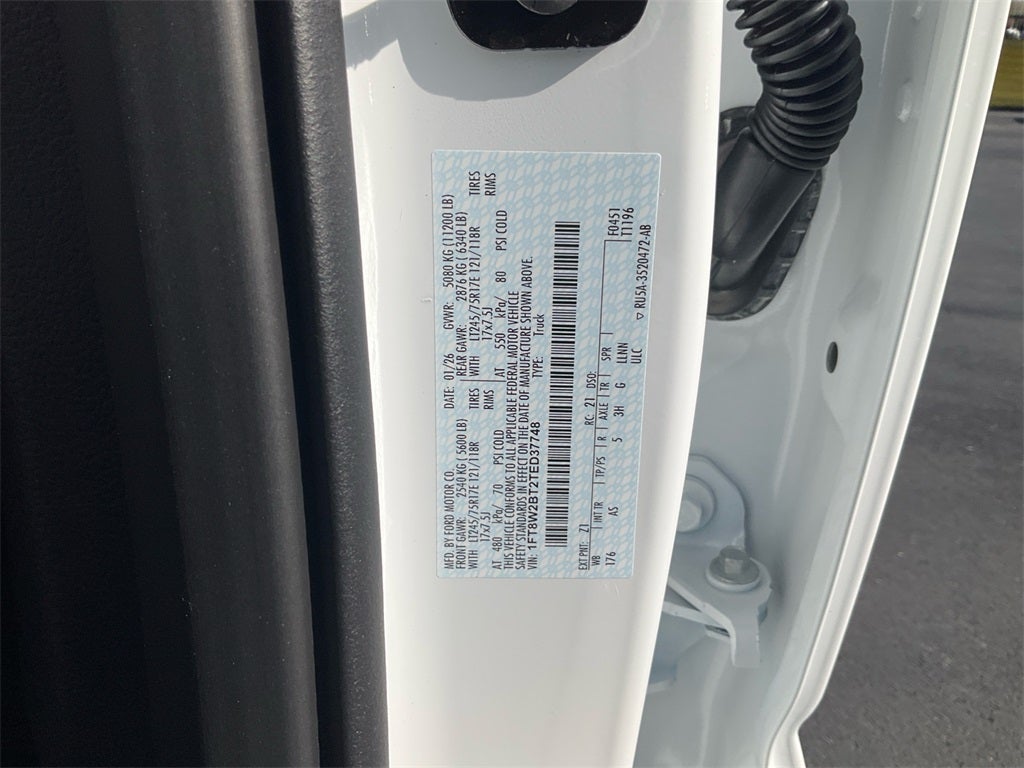 MFD. BY FORD MOTOR CO. DATE: 01/26 GVWR: 5080 KG (11200 LB)
FRONT GAWR: 2540 KG (5600 LB) REAR GAWR: 2876 KG (6340 LB)
WITH LT245/75R17E 121/118R TIRES WITH LT245/75R17E 121/118R TIRES
17x7.5J RIMS 17x7.5J RIMS
AT 480 kPa/ 70 PSI COLD AT 550 kPa/ 80 PSI COLD
THIS VEHICLE CONFORMS TO ALL APPLICABLE FEDERAL MOTOR VEHICLE
SAFETY STANDARDS IN EFFECT ON THE DATE OF MANUFACTURE SHOWN ABOVE.
VIN: 1FT8W2B12TED37748 TYPE: Truck
EXT PNT: Z1 RC: 21 DSO: F0451
WB INT TR TP/PS R AXLE TR SPR T1196
176 AS 5 3H G LLNN
ULC ▽ RU5A-3520472-AB